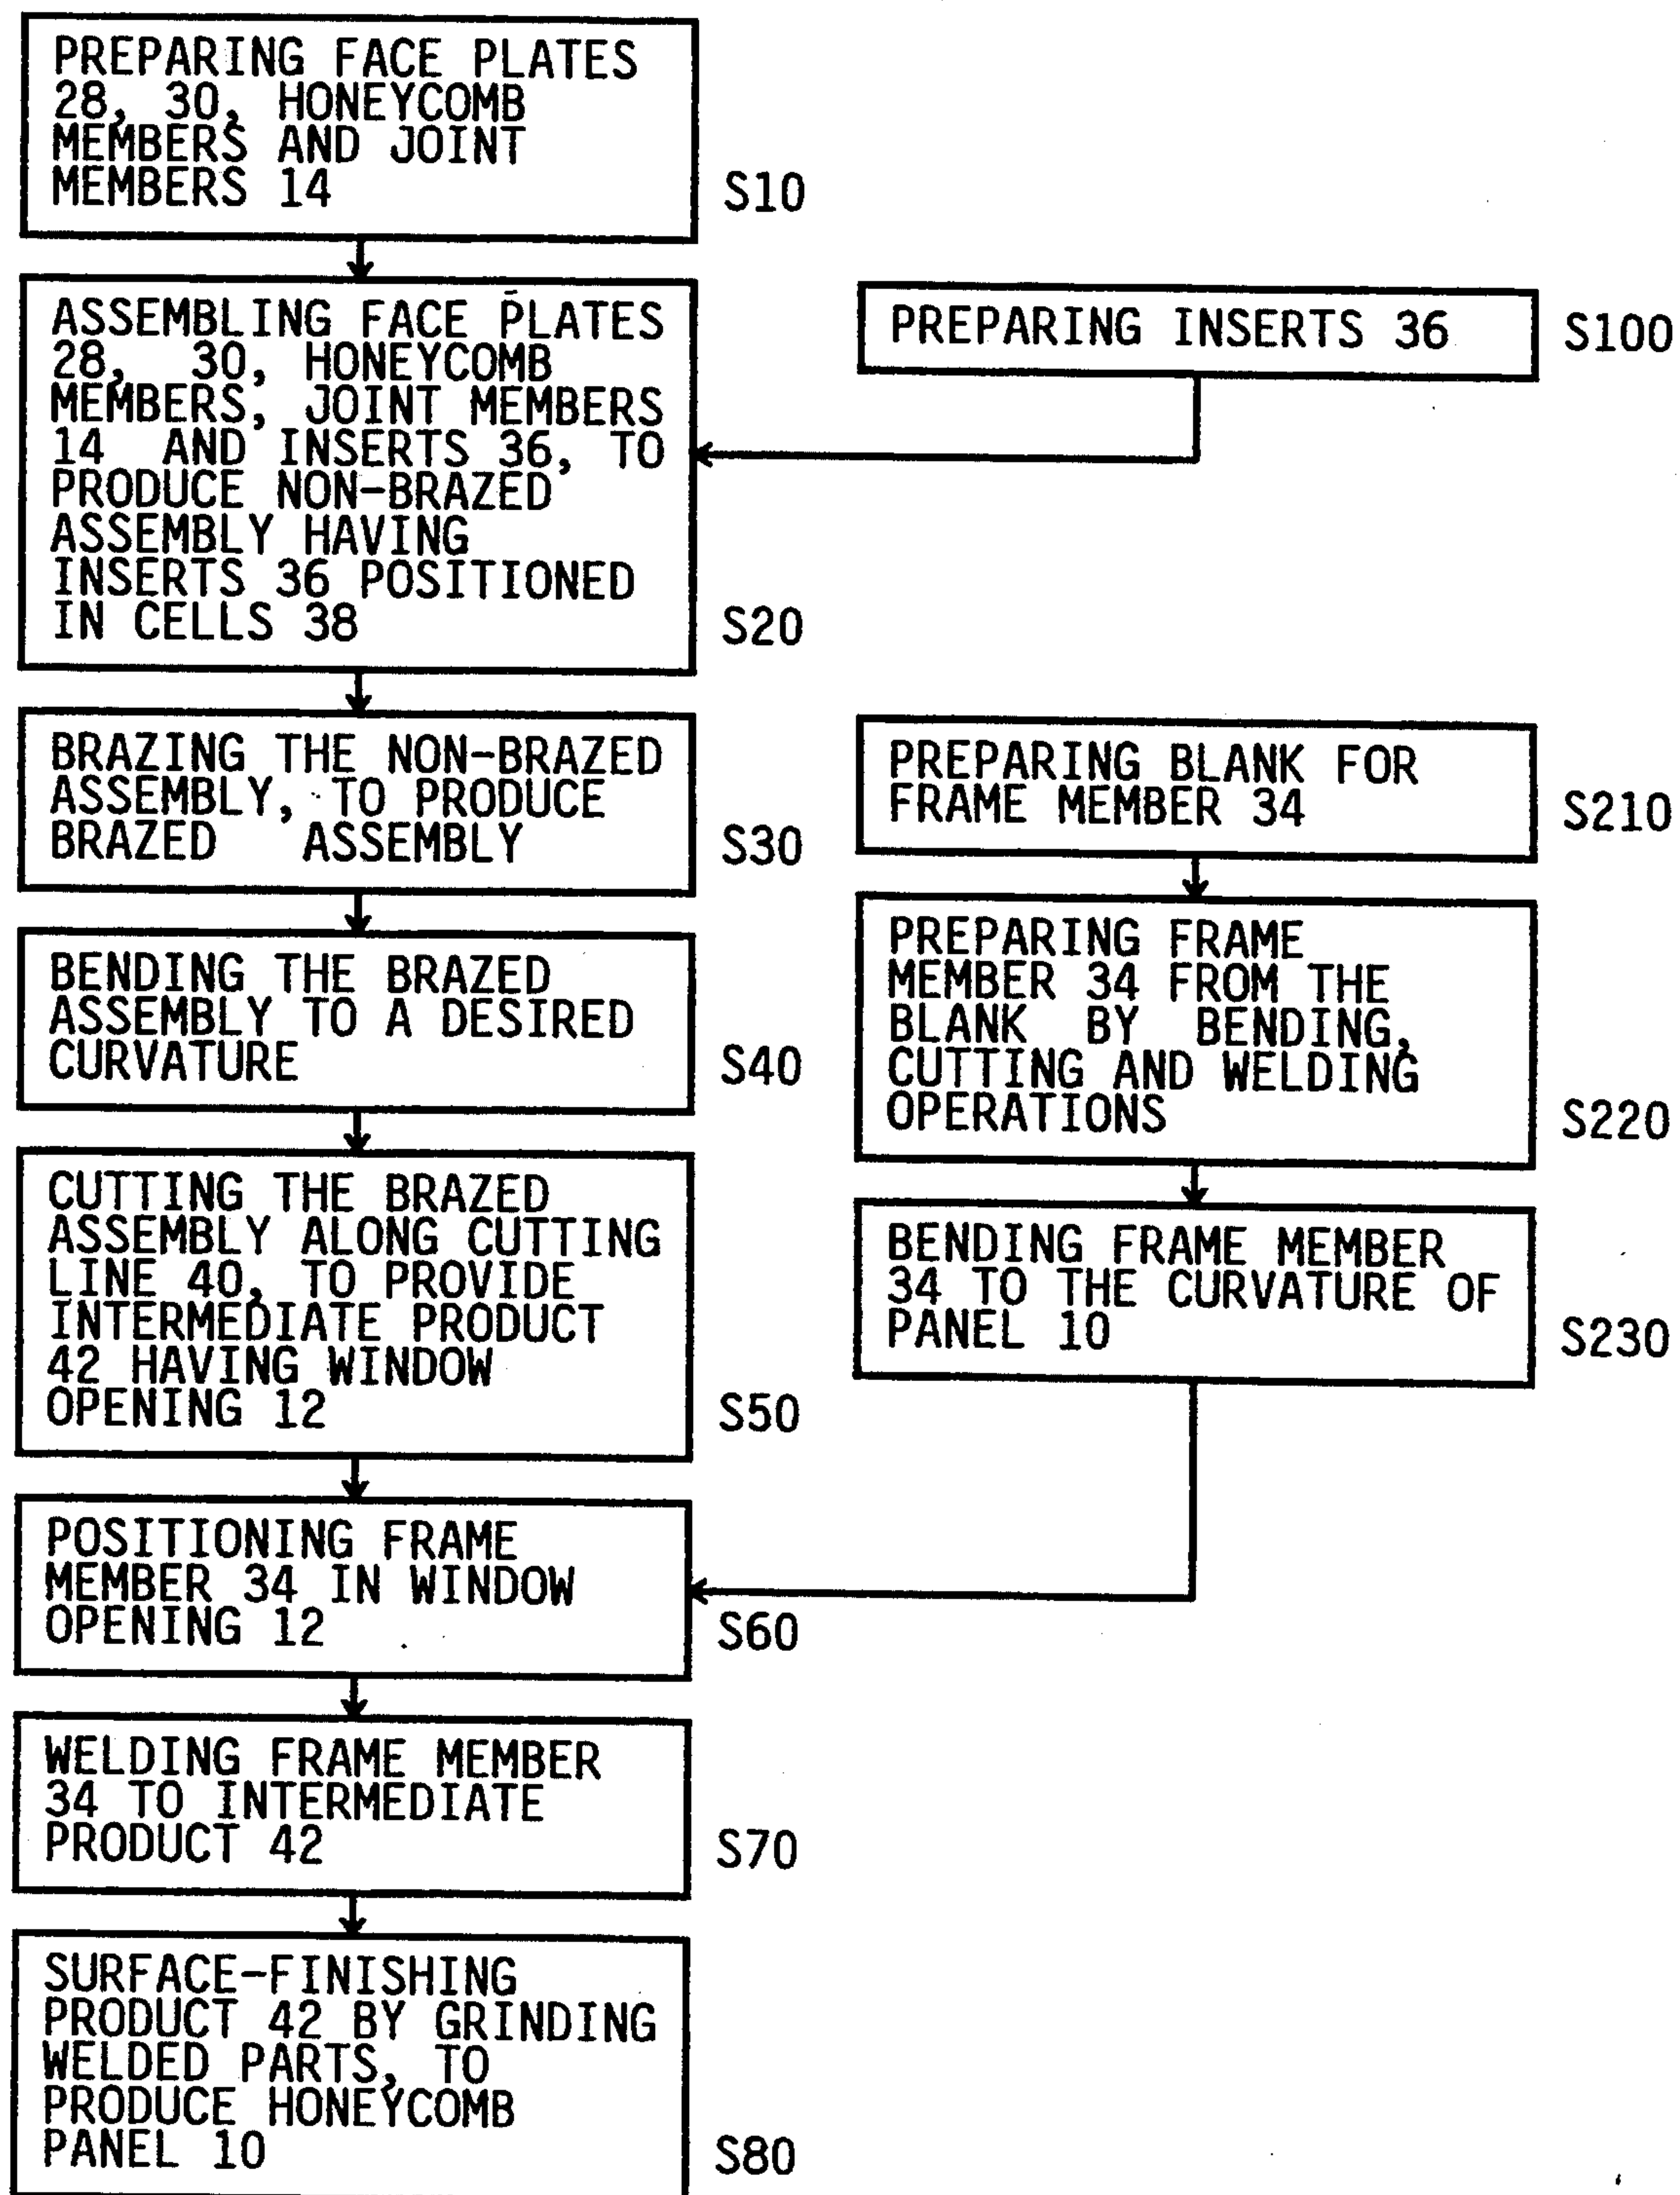 PREPARING FACE PLATES
28, 30, HONEYCOMB
MEMBERS AND JOINT
MEMBERS 14
S10
ASSEMBLING FACE PLATES
28, 30, HONEYCOMB
MEMBERS, JOINT MEMBERS
14 AND INSERTS 36, TO
PRODUCE NON-BRAZED
ASSEMBLY HAVING
INSERTS 36 POSITIONED
IN CELLS 38
S20
PREPARING INSERTS 36
S100
BRAZING THE NON-BRAZED
ASSEMBLY, TO PRODUCE
BRAZED ASSEMBLY
S30
BENDING THE BRAZED
ASSEMBLY TO A DESIRED
CURVATURE
S40
CUTTING THE BRAZED
ASSEMBLY ALONG CUTTING
LINE 40, TO PROVIDE
INTERMEDIATE PRODUCT
42 HAVING WINDOW
OPENING 12
S50
PREPARING BLANK FOR
FRAME MEMBER 34
S210
PREPARING FRAME
MEMBER 34 FROM THE
BLANK BY BENDING,
CUTTING AND WELDING
OPERATIONS
S220
BENDING FRAME MEMBER
34 TO THE CURVATURE OF
PANEL 10
S230
POSITIONING FRAME
MEMBER 34 IN WINDOW
OPENING 12
S60
WELDING FRAME MEMBER
34 TO INTERMEDIATE
PRODUCT 42
S70
SURFACE-FINISHING
PRODUCT 42 BY GRINDING
WELDED PARTS, TO
PRODUCE HONEYCOMB
PANEL 10
S80